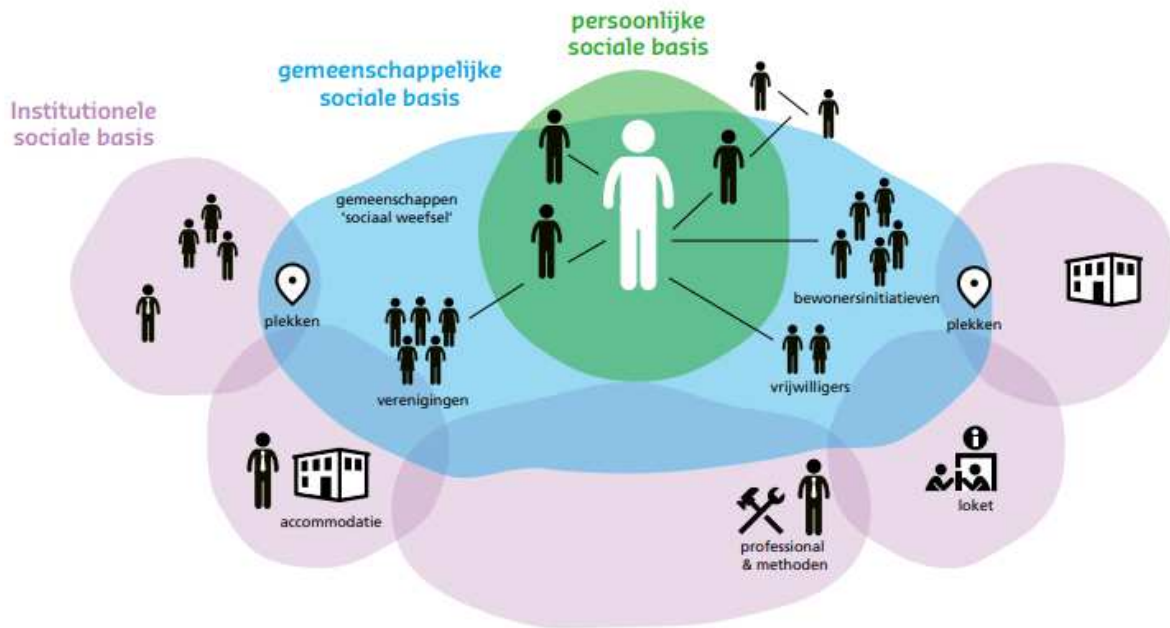 persoonlijke
sociale basis
gemeenschappelijke
sociale basis
Institutionele
sociale basis
gemeenschappen
'sociaal weefsel'
plekken
bewonersinitiatieven
plekken
verenigingen
vrijwilligers
accommodatie
loket
professional
& methoden